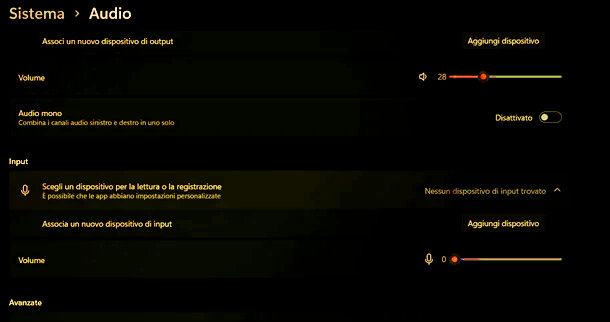 Sistema > Audio
Associ un nuovo dispositivo di output Aggiungi dispositivo
Volume 28
Audio mono
Combina i canali audio sinistro e destro in uno solo
Disattivato
Input
Scegli un dispositivo per la lettura o la registrazione
È possibile che le app abbiano impostazioni personalizzate
Nessun dispositivo di input trovato
Associa un nuovo dispositivo di input Aggiungi dispositivo
Volume 0
Avanzate